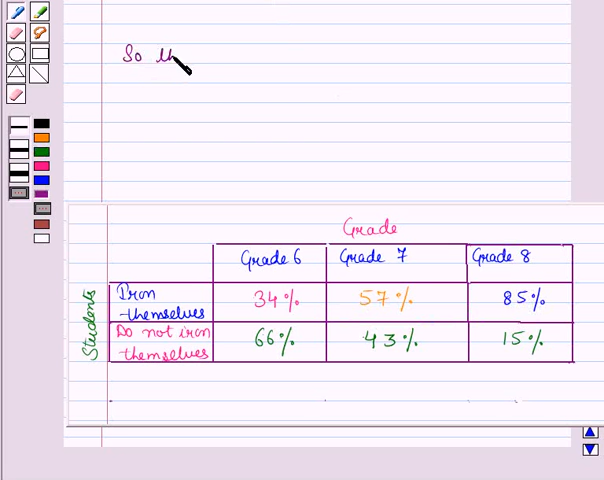 So
Grade
Grade 6 Grade 7 Grade 8
Students
Iron themselves 34% 57% 85%
Do not iron themselves 66% 43% 15%